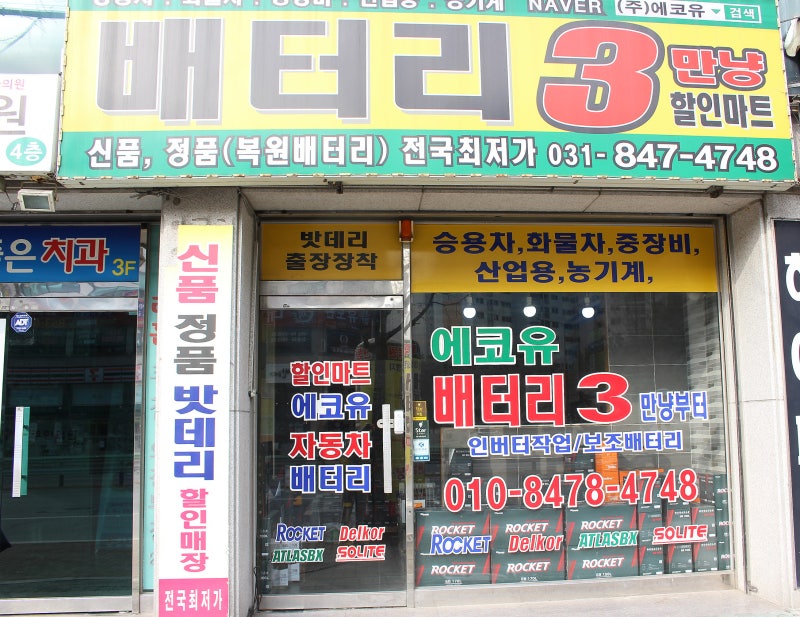 NAVER (주)에코유 검색
배터리 3만냥
할인마트
신품, 정품(복원배터리) 전국최저가 031-847-4748
의원
원
4층
은 치과 3F
ADT
신품 정품 밧데리 할인매장
전국최저가
밧데리
출장장착
승용차,화물차,중장비,
산업용,농기계,
할인마트
에코유
자동차
배터리
ROCKET Delkor
ATLASBX SOLITE
에코유
배터리 3 만냥부터
인버터작업/보조배터리
010-8478-4748
ROCKET Delkor ATLASBX SOLITE
ROCKET ROCKET ROCKET
ROCKET ROCKET ROCKET